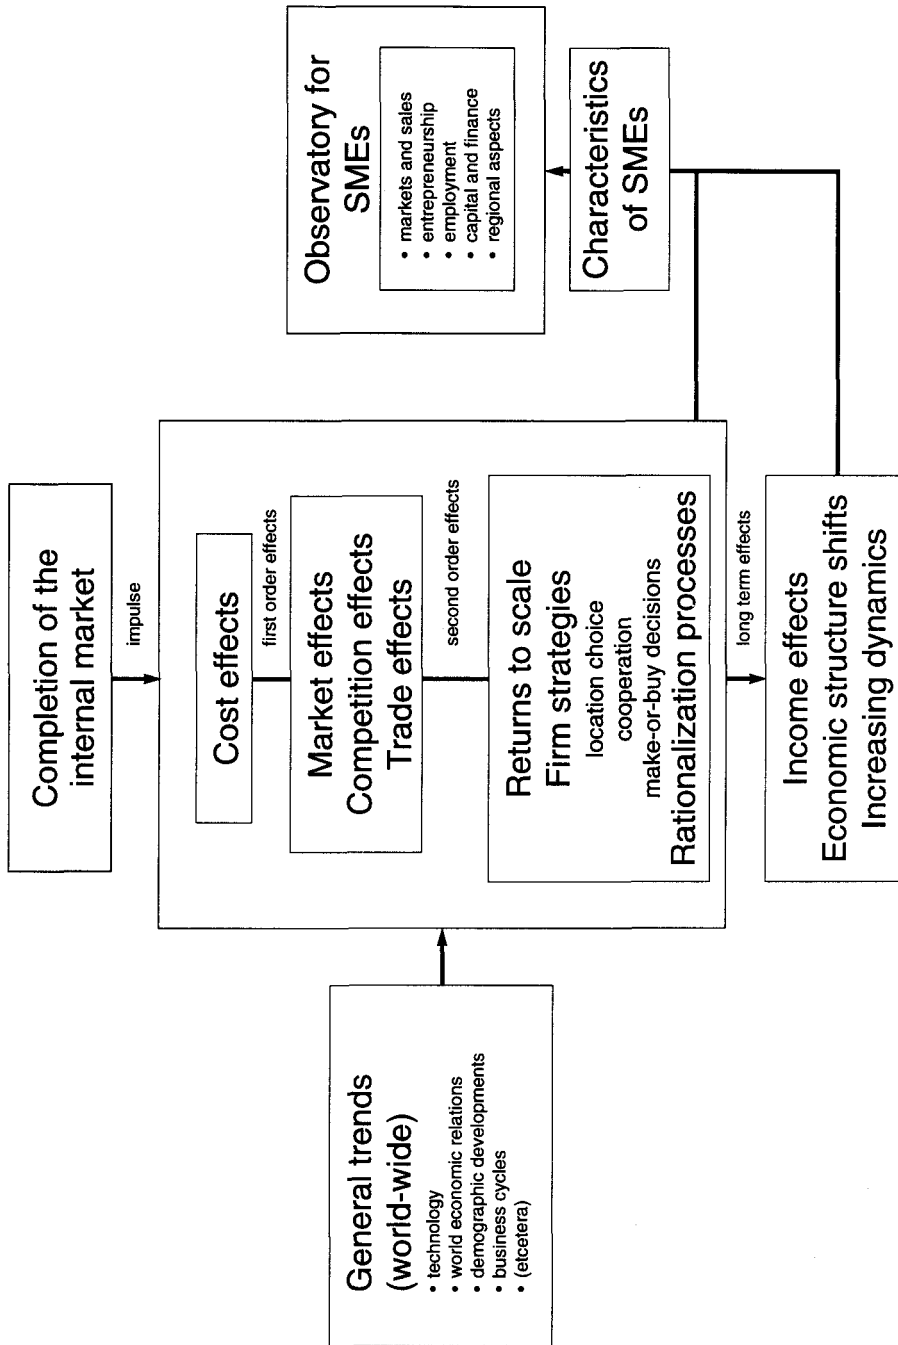 Completion of the
internal market
impulse
General trends
(world-wide)
• technology
• world economic relations
• demographic developments
• business cycles
• (etcetera)
Cost effects
first order effects
Market effects
Competition effects
Trade effects
second order effects
Returns to scale
Firm strategies
location choice
cooperation
make-or-buy decisions
Rationalization processes
long term effects
Income effects
Economic structure shifts
Increasing dynamics
Observatory for
SMEs
• markets and sales
• entrepreneurship
• employment
• capital and finance
• regional aspects
Characteristics
of SMEs